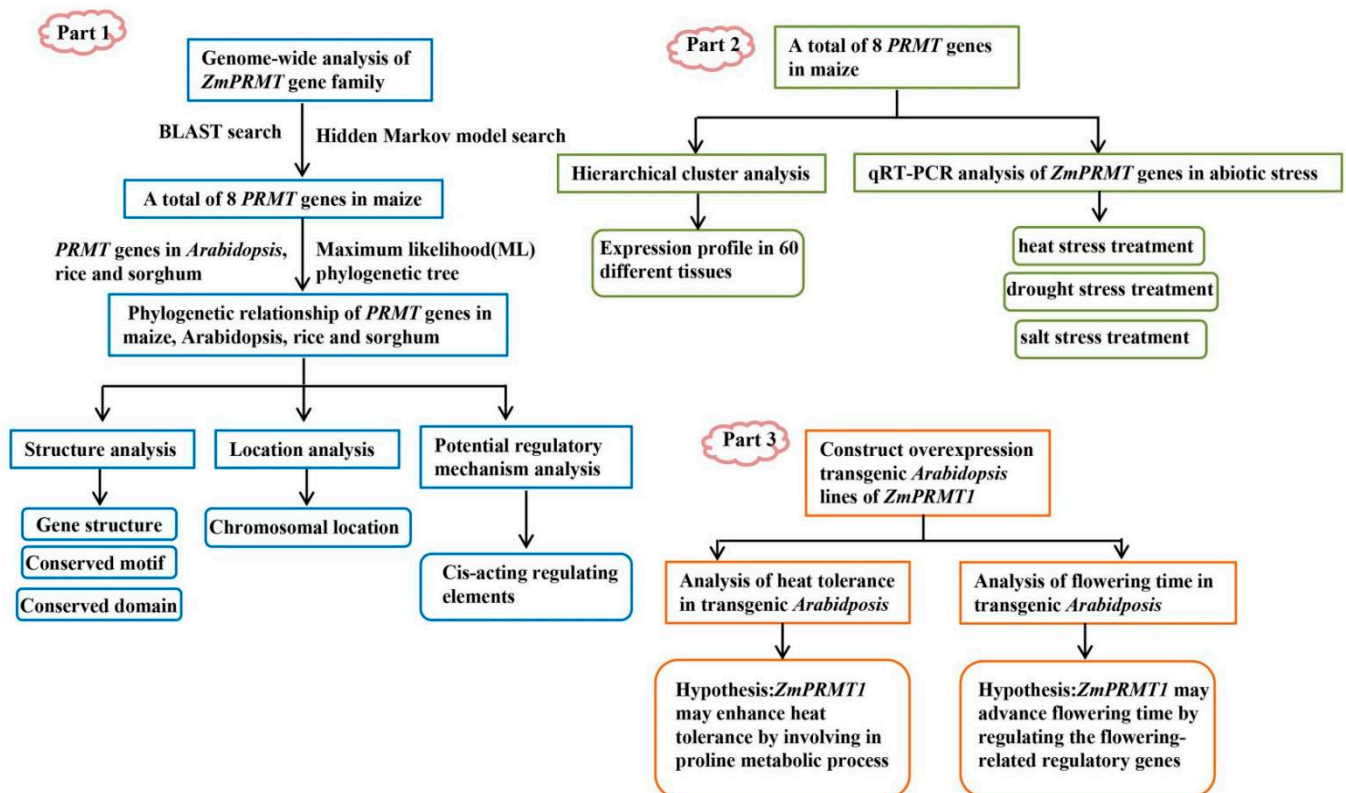 Part 1
Genome-wide analysis of
ZmPRMT gene family
BLAST search
Hidden Markov model search
A total of 8 PRMT genes in maize
PRMT genes in Arabidopsis,
rice and sorghum
Maximum likelihood(ML)
phylogenetic tree
Phylogenetic relationship of PRMT genes in
maize, Arabidopsis, rice and sorghum
Structure analysis
Gene structure
Conserved motif
Conserved domain
Location analysis
Chromosomal location
Potential regulatory
mechanism analysis
Cis-acting regulating
elements
Part 2
A total of 8 PRMT genes
in maize
Hierarchical cluster analysis
Expression profile in 60
different tissues
qRT-PCR analysis of ZmPRMT genes in abiotic stress
heat stress treatment
drought stress treatment
salt stress treatment
Part 3
Construct overexpression
transgenic Arabidopsis
lines of ZmPRMT1
Analysis of heat tolerance
in transgenic Arabidposis
Hypothesis:ZmPRMT1
may enhance heat
tolerance by involving in
proline metabolic process
Analysis of flowering time in
transgenic Arabidposis
Hypothesis:ZmPRMT1 may
advance flowering time by
regulating the flowering-
related regulatory genes